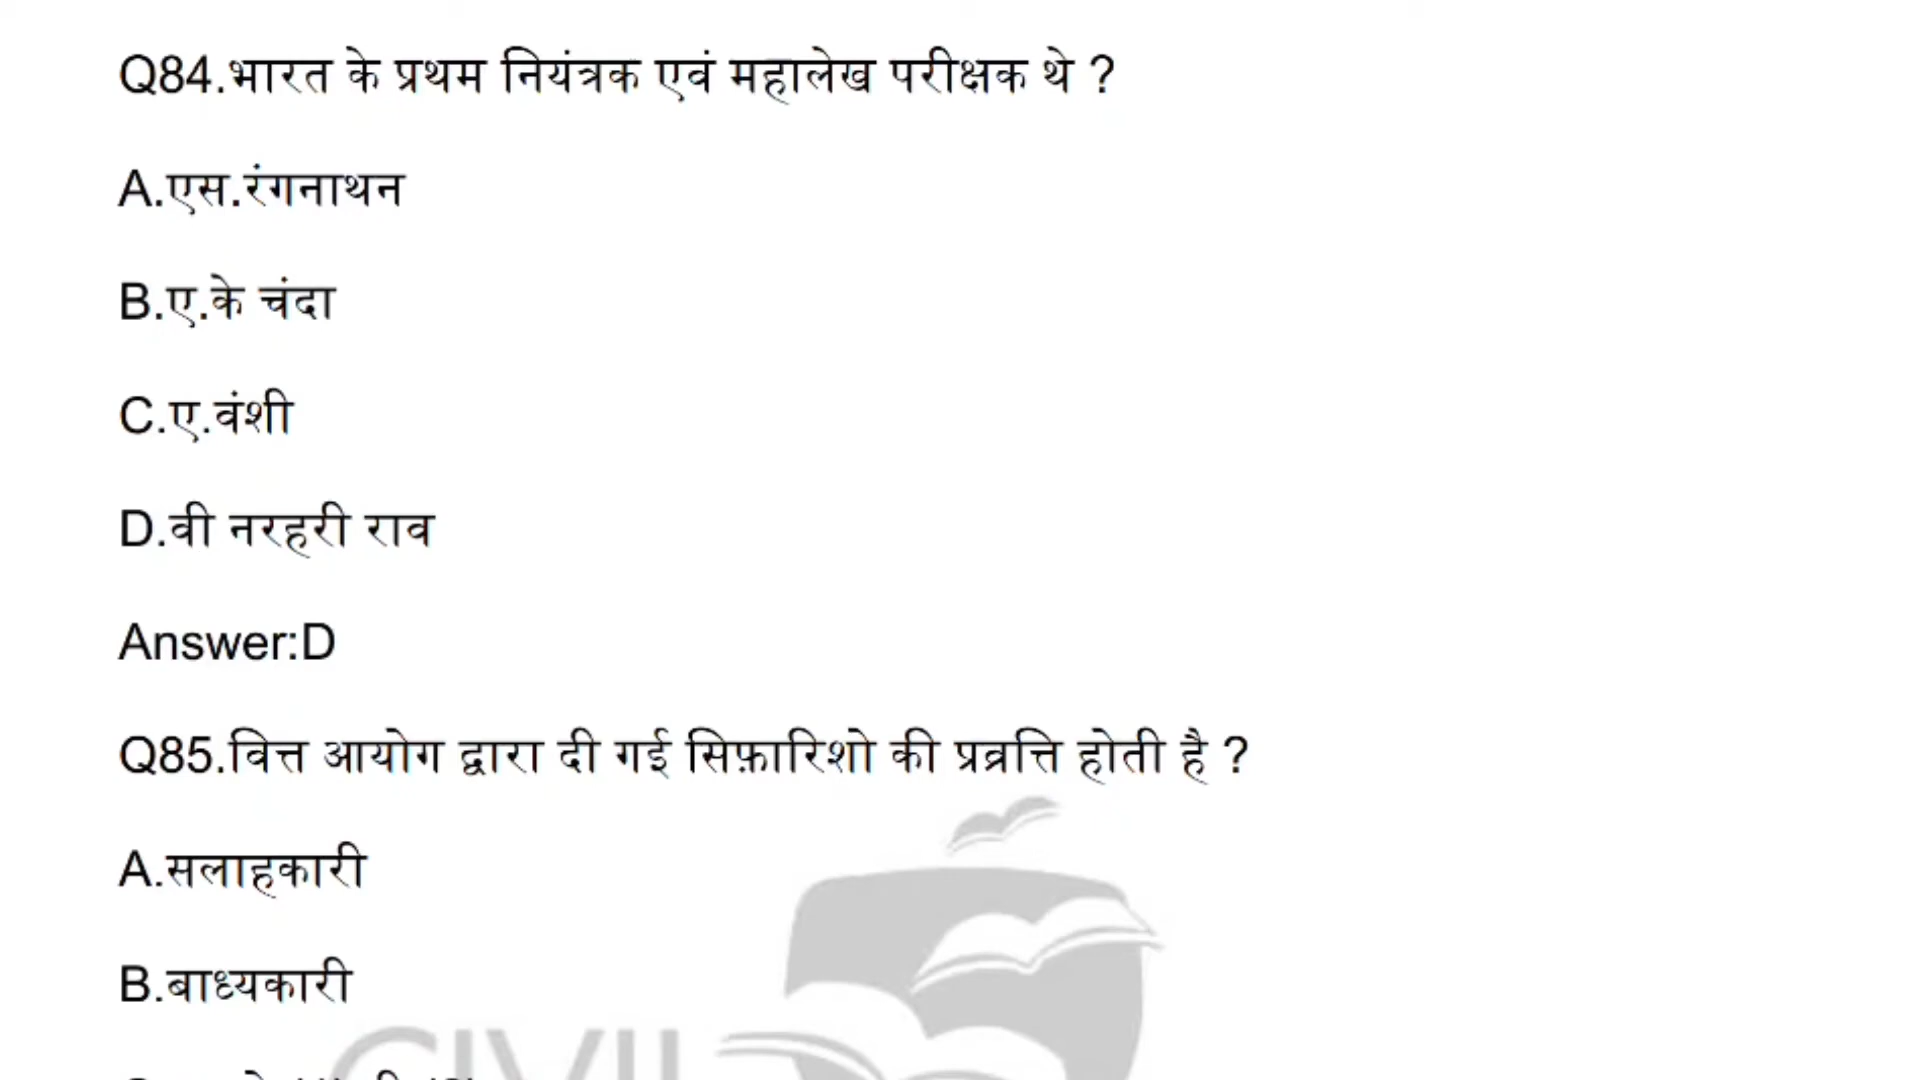 Q84.भारत के प्रथम नियंत्रक एवं महालेख परीक्षक थे ?
A.एस.रंगनाथन
B.ए.के चंदा
C.ए.वंशी
D.वी नरहरी राव
Answer:D
Q85.वित्त आयोग द्वारा दी गई सिफ़ारिशो की प्रव्रत्ति होती है ?
A.सलाहकारी
B.बाध्यकारी
CIVIL